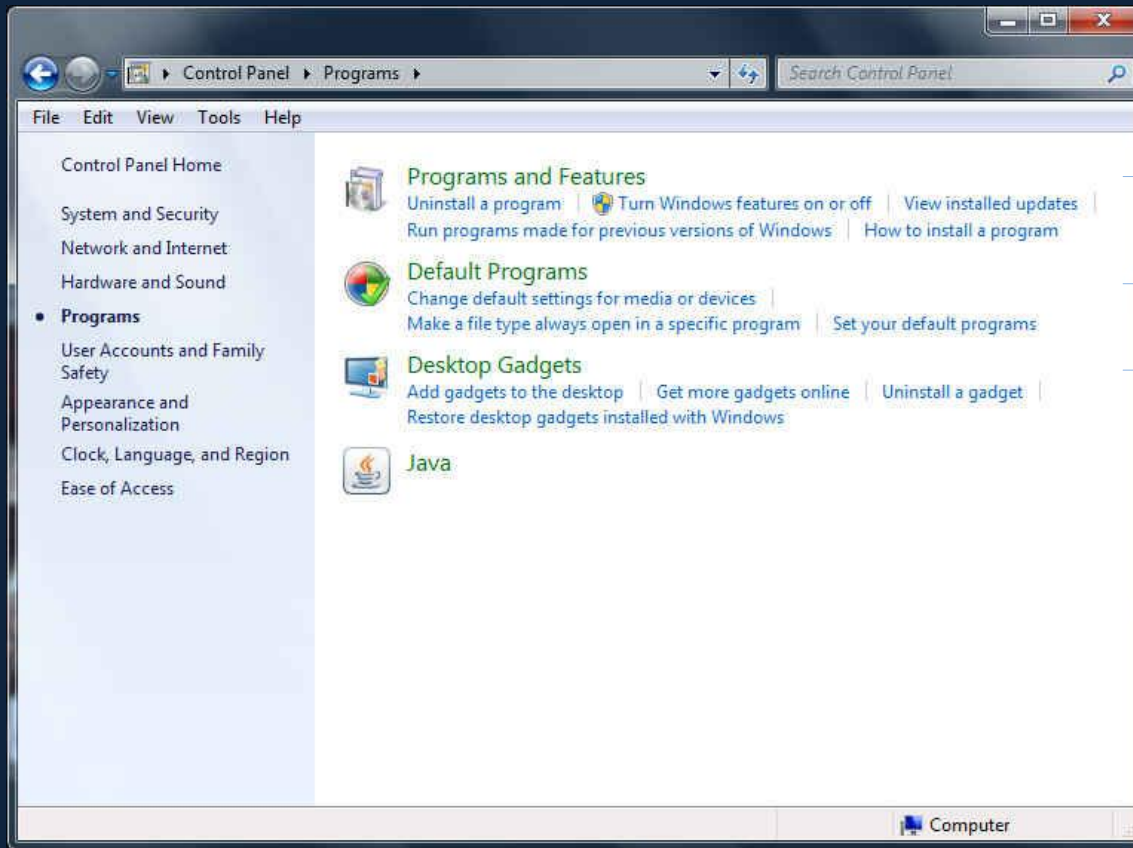 Control Panel Programs
Search Control Panel
File Edit View Tools Help
Control Panel Home
System and Security
Network and Internet
Hardware and Sound
Programs
User Accounts and Family
Safety
Appearance and
Personalization
Clock, Language, and Region
Ease of Access
Programs and Features
Uninstall a program Turn Windows features on or off View installed updates
Run programs made for previous versions of Windows How to install a program
Default Programs
Change default settings for media or devices
Make a file type always open in a specific program Set your default programs
Desktop Gadgets
Add gadgets to the desktop Get more gadgets online Uninstall a gadget
Restore desktop gadgets installed with Windows
Java
Computer